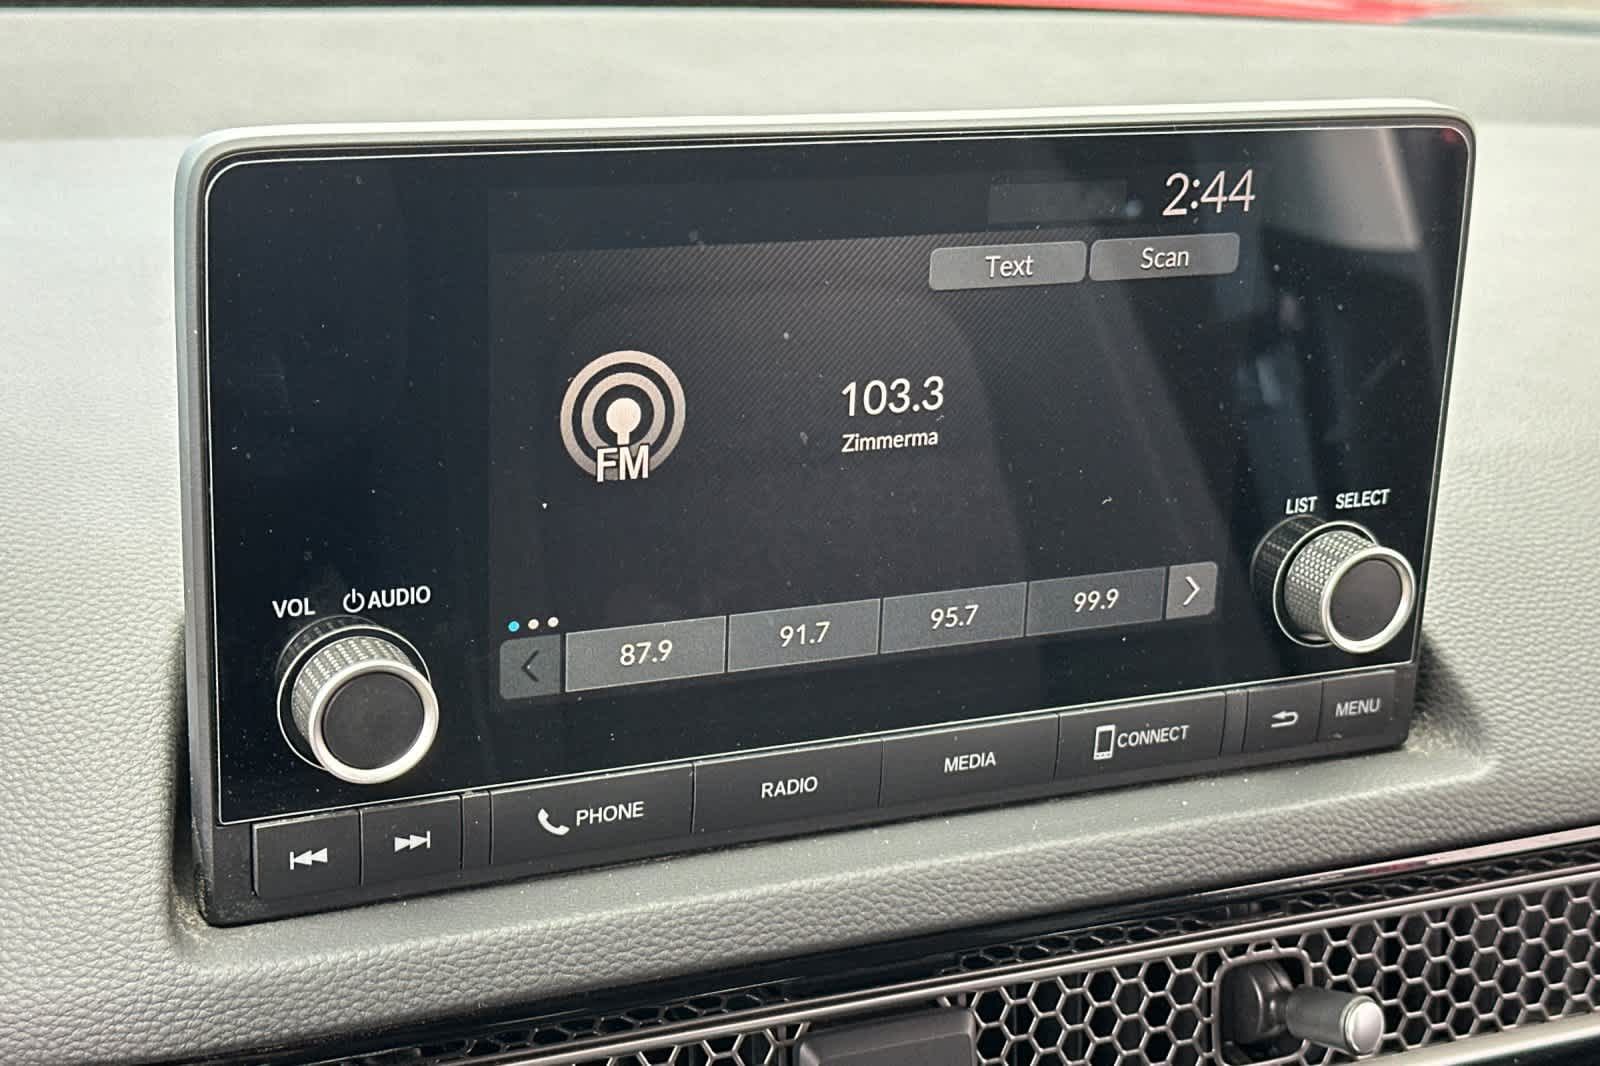 2:44
Text
Scan
FM
103.3
Zimmerma
LIST SELECT
VOL AUDIO
87.9
91.7
95.7
99.9
PHONE
RADIO
MEDIA
CONNECT
MENU